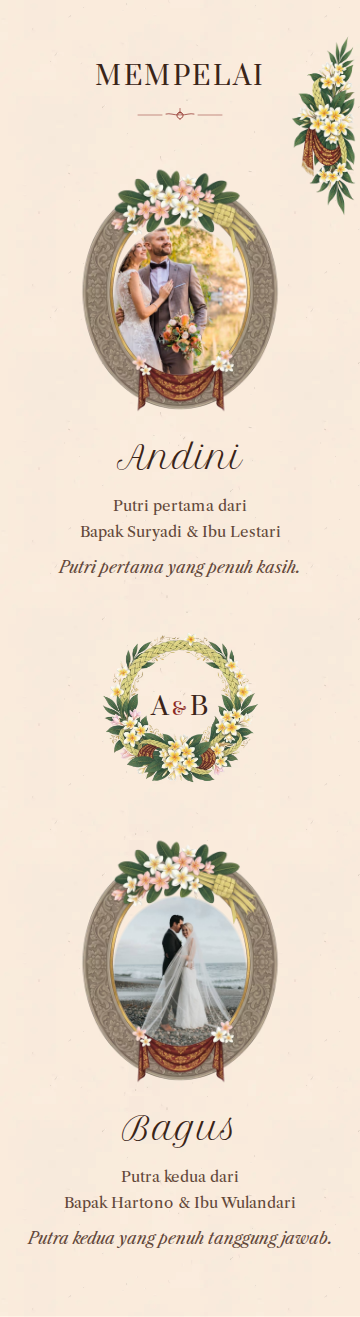 MEMPELAI
Andini
Putri pertama dari
Bapak Suryadi & Ibu Lestari
Putri pertama yang penuh kasih.
A&B
Bagus
Putra kedua dari
Bapak Hartono & Ibu Wulandari
Putra kedua yang penuh tanggung jawab.